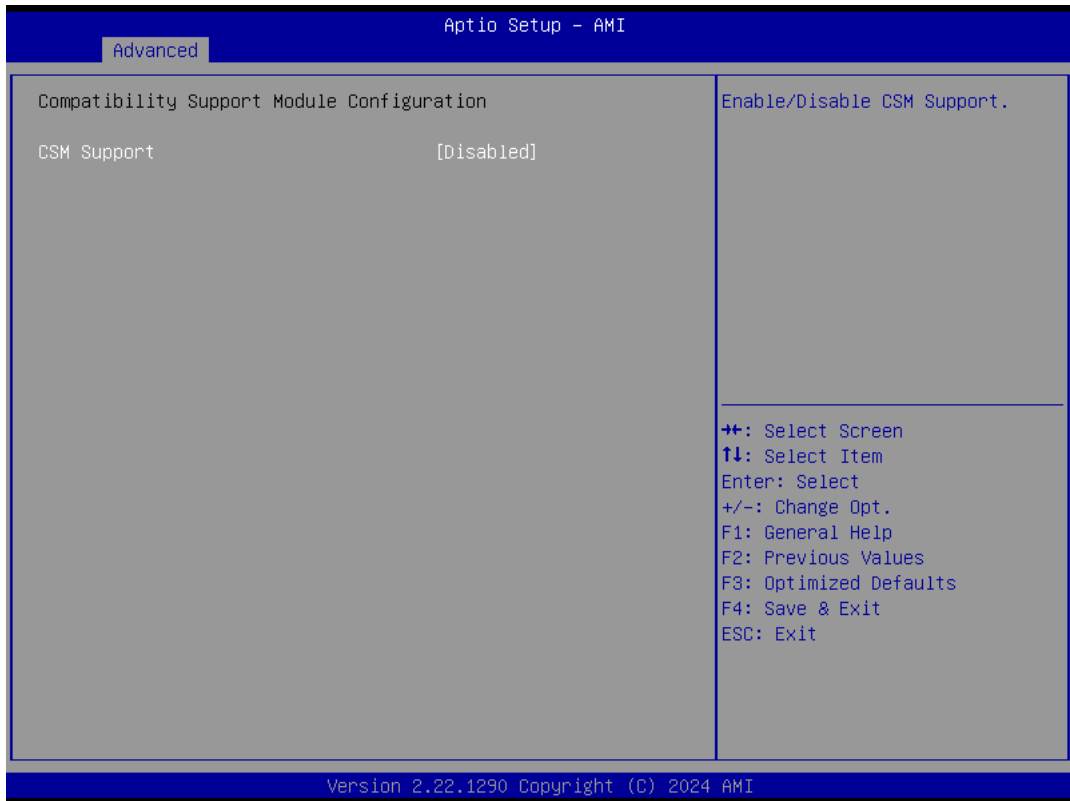 Aptio Setup – AMI
Advanced
Compatibility Support Module Configuration
CSM Support [Disabled]
Enable/Disable CSM Support.
→←: Select Screen
↑↓: Select Item
Enter: Select
+/-: Change Opt.
F1: General Help
F2: Previous Values
F3: Optimized Defaults
F4: Save & Exit
ESC: Exit
Version 2.22.1290 Copyright (C) 2024 AMI